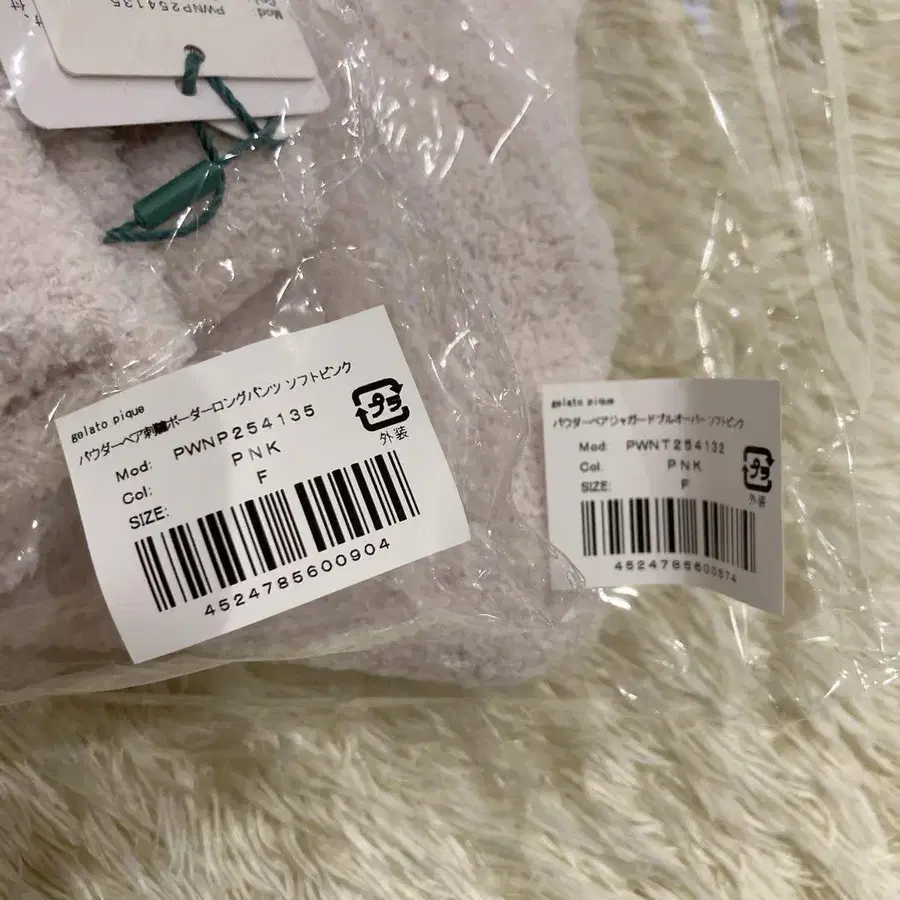 Mod:
PWNP254135
gelato pique
パウダーベア刺繍ボーダーロングパンツ ソフトピンク
Mod: PWNP254135
Col: PNK
SIZE: F
プラ
外装
4524785600904
gelato pique
パウダーベアジャガードプルオーバー ソフトピンク
Mod: PWNT254132
Col. PNK
SIZE: F
プラ
外装
4524785600874